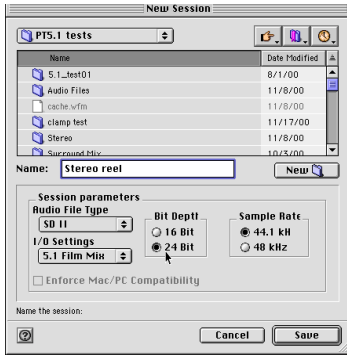 New Session
PT5.1 tests
Name Date Modified
5.1_test01 8/1/00
Audio Files 11/8/00
cache.wfm 11/8/00
clamp test 11/17/00
Stereo 11/8/00
Surround Mix 10/3/00
Name: Stereo reel New
Session parameters
Audio File Type
SD II
I/O Settings
5.1 Film Mix
Enforce Mac/PC Compatibility
Bit Depth
16 Bit
24 Bit
Sample Rate
44.1 kH
48 kHz
Name the session:
Cancel Save